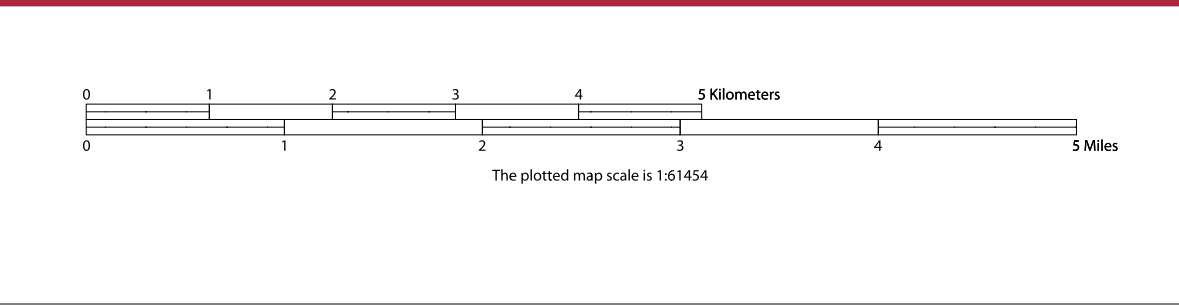 0 1 2 3 4 5 Kilometers
0 1 2 3 4 5 Miles
The plotted map scale is 1:61454